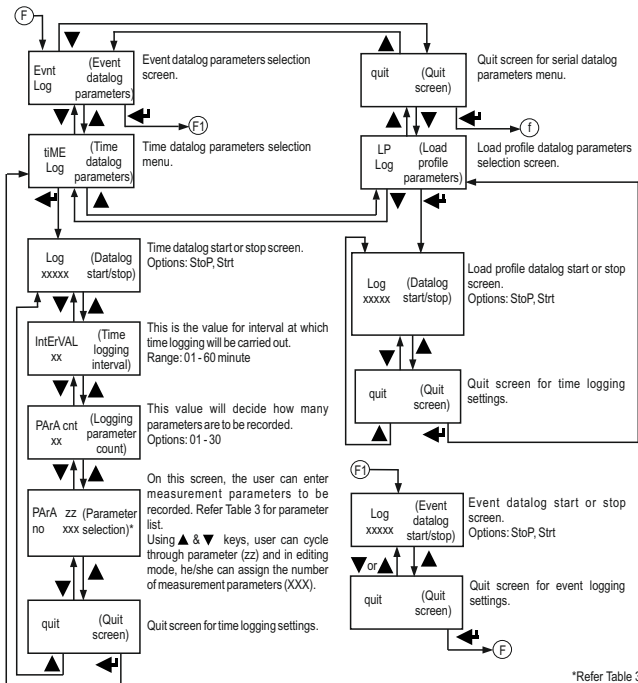 F
Evnt Log (Event datalog parameters)
Event datalog parameters selection screen.
F1
tiME Log (Time datalog parameters)
Time datalog parameters selection menu.
quit (Quit screen)
Quit screen for serial datalog parameters menu.
f
LP Log (Load profile parameters)
Load profile datalog parameters selection screen.
Log xxxxx (Datalog start/stop)
Time datalog start or stop screen.
Options: StoP, Strt
IntErVAL xx (Time logging interval)
This is the value for interval at which
time logging will be carried out.
Range: 01 - 60 minute
PArA cnt xx (Logging parameter count)
This value will decide how many
parameters are to be recorded.
Options: 01 - 30
PArA no zz xxx (Parameter selection)*
On this screen, the user can enter
measurement parameters to be
recorded. Refer Table 3 for parameter
list.
Using ▲ & ▼ keys, user can cycle
through parameter (zz) and in editing
mode, he/she can assign the number
of measurement parameters (XXX).
quit (Quit screen)
Quit screen for time logging settings.
Log xxxxx (Datalog start/stop)
Load profile datalog start or stop
screen.
Options: StoP, Strt
quit (Quit screen)
Quit screen for time logging
settings.
F1
Log xxxxx (Event datalog start/stop)
Event datalog start or stop
screen.
Options: StoP, Strt
▼ or ▲
quit (Quit screen)
Quit screen for event logging
settings.
F
*Refer Table 3